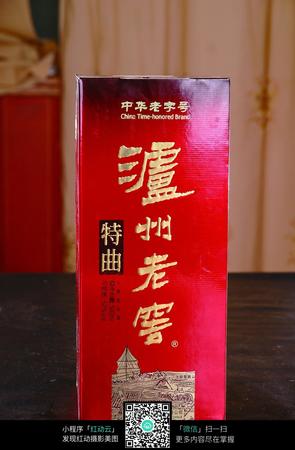 中华老字号
China Time-honored Brand
泸州老窖
®
特曲
小程序「红动云」
发现红动摄影美图
「微信」扫一扫
更多内容尽在掌握